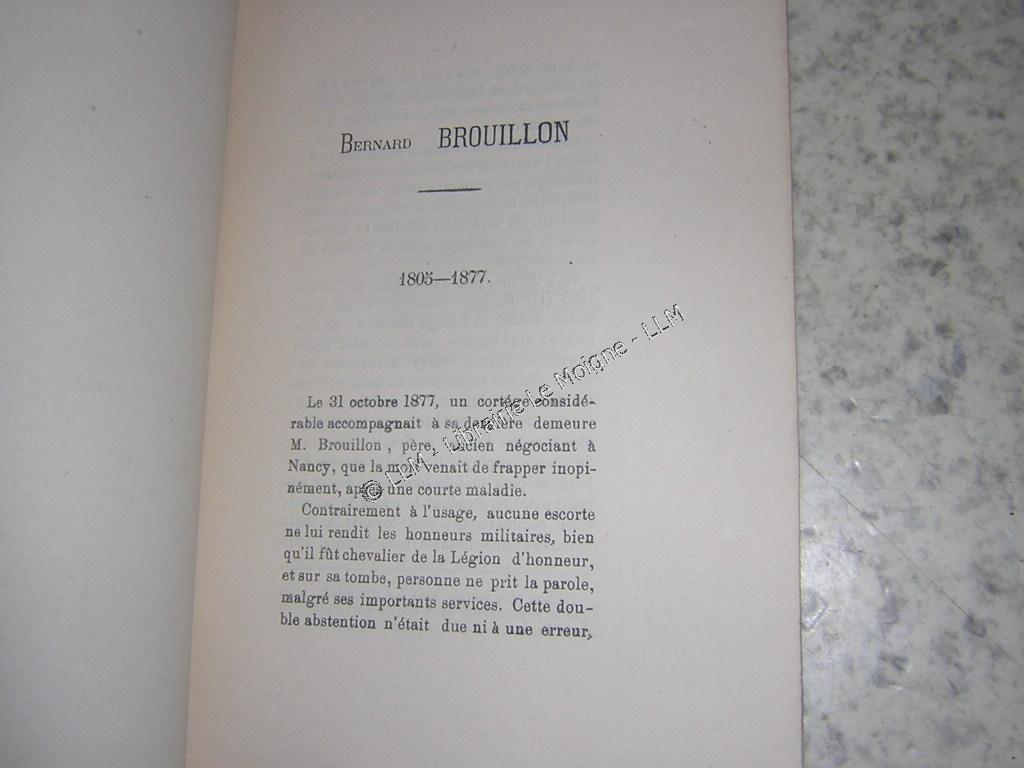 BERNARD BROUILLON
1805—1877.
Le 31 octobre 1877, un cortége considé-
rable accompagnait à sa dernière demeure
M. Brouillon, père, ancien négociant à
Nancy, que la mort venait de frapper inopi-
nément, après une courte maladie.
Contrairement à l'usage, aucune escorte
ne lui rendit les honneurs militaires, bien
qu'il fût chevalier de la Légion d'honneur,
et sur sa tombe, personne ne prit la parole,
malgré ses importants services. Cette dou-
ble abstention n'était due ni à une erreur,
© LLM - Librairie Le Moigne - LLM